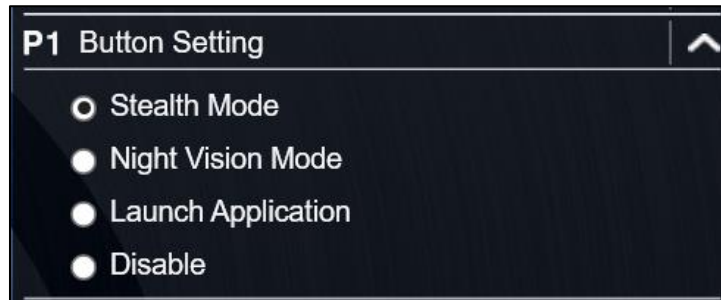 P1 Button Setting
Stealth Mode
Night Vision Mode
Launch Application
Disable